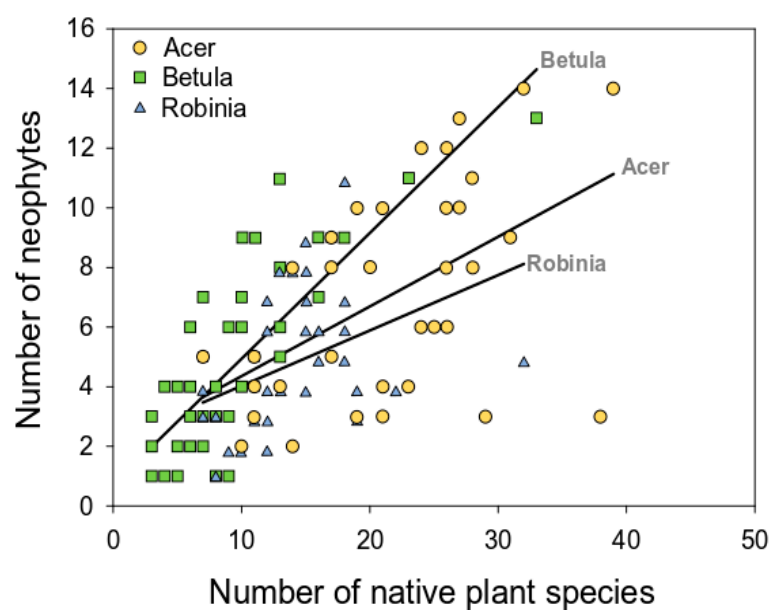 16
14
12
10
8
6
4
2
0
Number of neophytes
Acer
Betula
Robinia
Betula
Acer
Robinia
0 10 20 30 40 50
Number of native plant species